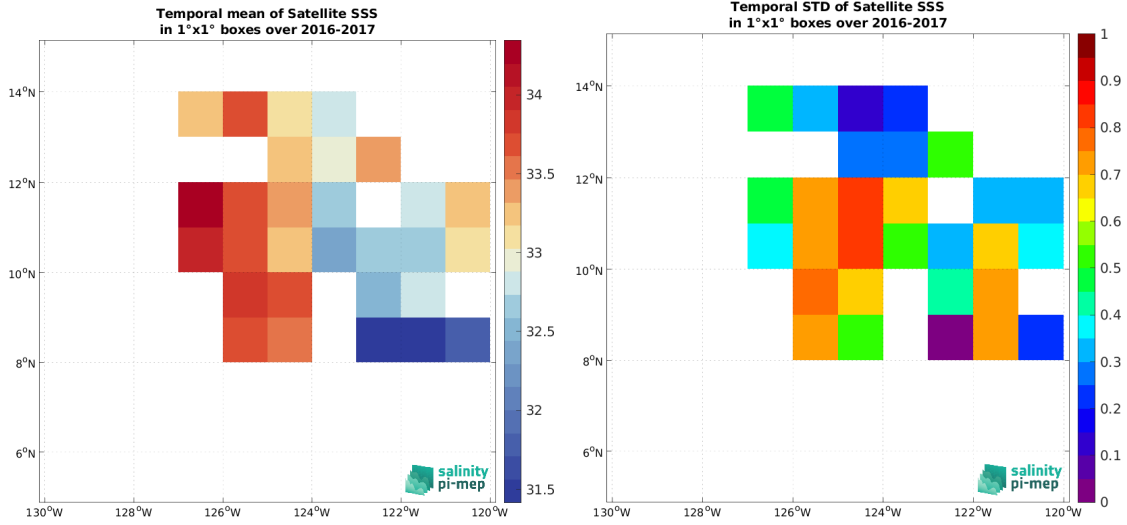 Temporal mean of Satellite SSS
in 1°x1° boxes over 2016-2017
14°N
12°N
10°N
8°N
6°N
130°W
128°W
126°W
124°W
122°W
120°W
34
33.5
33
32.5
32
31.5
salinity
pi-mep
Temporal STD of Satellite SSS
in 1°x1° boxes over 2016-2017
14°N
12°N
10°N
8°N
6°N
130°W
128°W
126°W
124°W
122°W
120°W
1
0.9
0.8
0.7
0.6
0.5
0.4
0.3
0.2
0.1
0
salinity
pi-mep